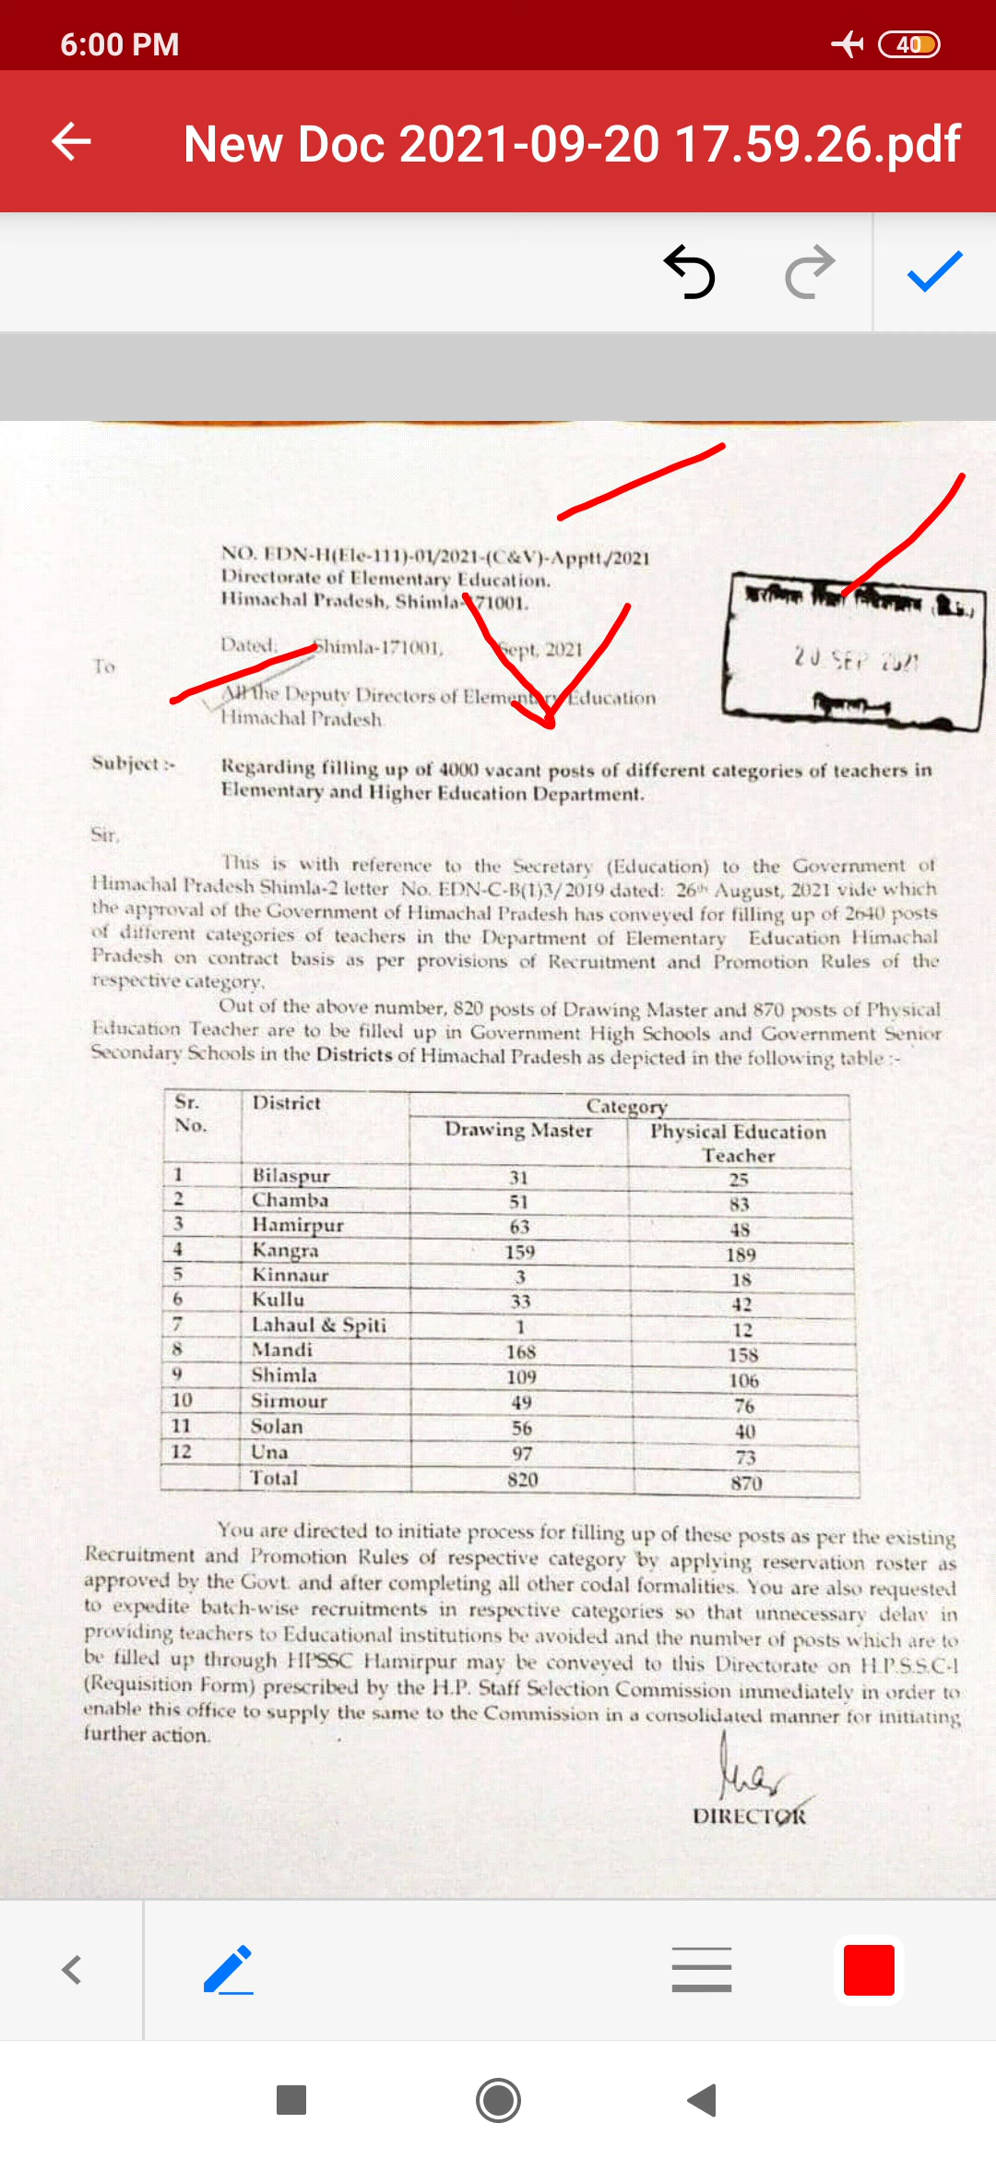 6:00 PM
40
New Doc 2021-09-20 17.59.26.pdf
NO. EDN-H(Ele-111)-01/2021-(C&V)-Apptt./2021
Directorate of Elementary Education.
Himachal Pradesh, Shimla-171001.
20 SEP 2021
Dated: Shimla-171001, Sept, 2021
To
All the Deputy Directors of Elementary Education
Himachal Pradesh
Subject :- Regarding filling up of 4000 vacant posts of different categories of teachers in
Elementary and Higher Education Department.
Sir,
This is with reference to the Secretary (Education) to the Government of
Himachal Pradesh Shimla-2 letter No. EDN-C-B(1)3/2019 dated: 26th August, 2021 vide which
the approval of the Government of Himachal Pradesh has conveyed for filling up of 2640 posts
of different categories of teachers in the Department of Elementary Education Himachal
Pradesh on contract basis as per provisions of Recruitment and Promotion Rules of the
respective category.
Out of the above number, 820 posts of Drawing Master and 870 posts of Physical
Education Teacher are to be filled up in Government High Schools and Government Senior
Secondary Schools in the Districts of Himachal Pradesh as depicted in the following table :-
Sr. No. District Category
Drawing Master Physical Education Teacher
1 Bilaspur 31 25
2 Chamba 51 83
3 Hamirpur 63 48
4 Kangra 159 189
5 Kinnaur 3 18
6 Kullu 33 42
7 Lahaul & Spiti 1 12
8 Mandi 168 158
9 Shimla 109 106
10 Sirmour 49 76
11 Solan 56 40
12 Una 97 73
Total 820 870
You are directed to initiate process for filling up of these posts as per the existing
Recruitment and Promotion Rules of respective category by applying reservation roster as
approved by the Govt. and after completing all other codal formalities. You are also requested
to expedite batch-wise recruitments in respective categories so that unnecessary delay in
providing teachers to Educational institutions be avoided and the number of posts which are to
be filled up through HPSSC Hamirpur may be conveyed to this Directorate on H.P.S.S.C-I
(Requisition Form) prescribed by the H.P. Staff Selection Commission immediately in order to
enable this office to supply the same to the Commission in a consolidated manner for initiating
further action.
DIRECTOR